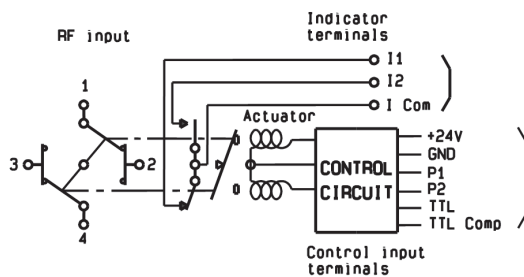 RF input
Indicator
terminals
I1
I2
I Com
Actuator
1
3
2
4
CONTROL
CIRCUIT
+24V
GND
P1
P2
TTL
TTL Comp
Control input
terminals